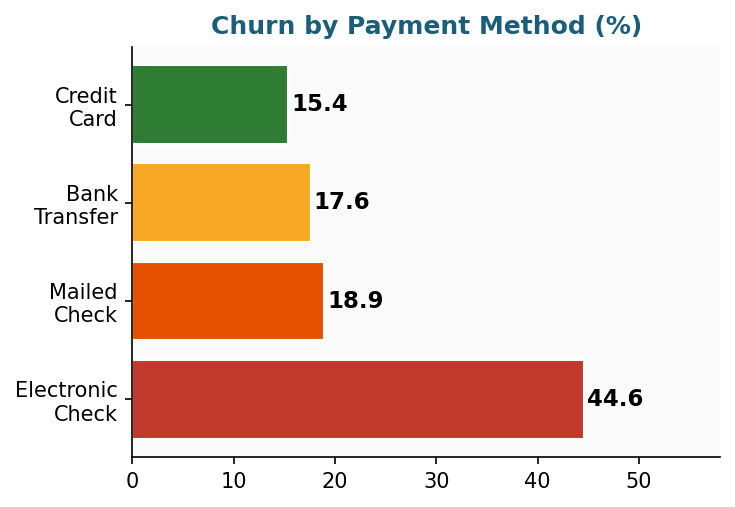 Churn by Payment Method (%)
Credit
Card
15.4
Bank
Transfer
17.6
Mailed
Check
18.9
Electronic
Check
44.6
0 10 20 30 40 50